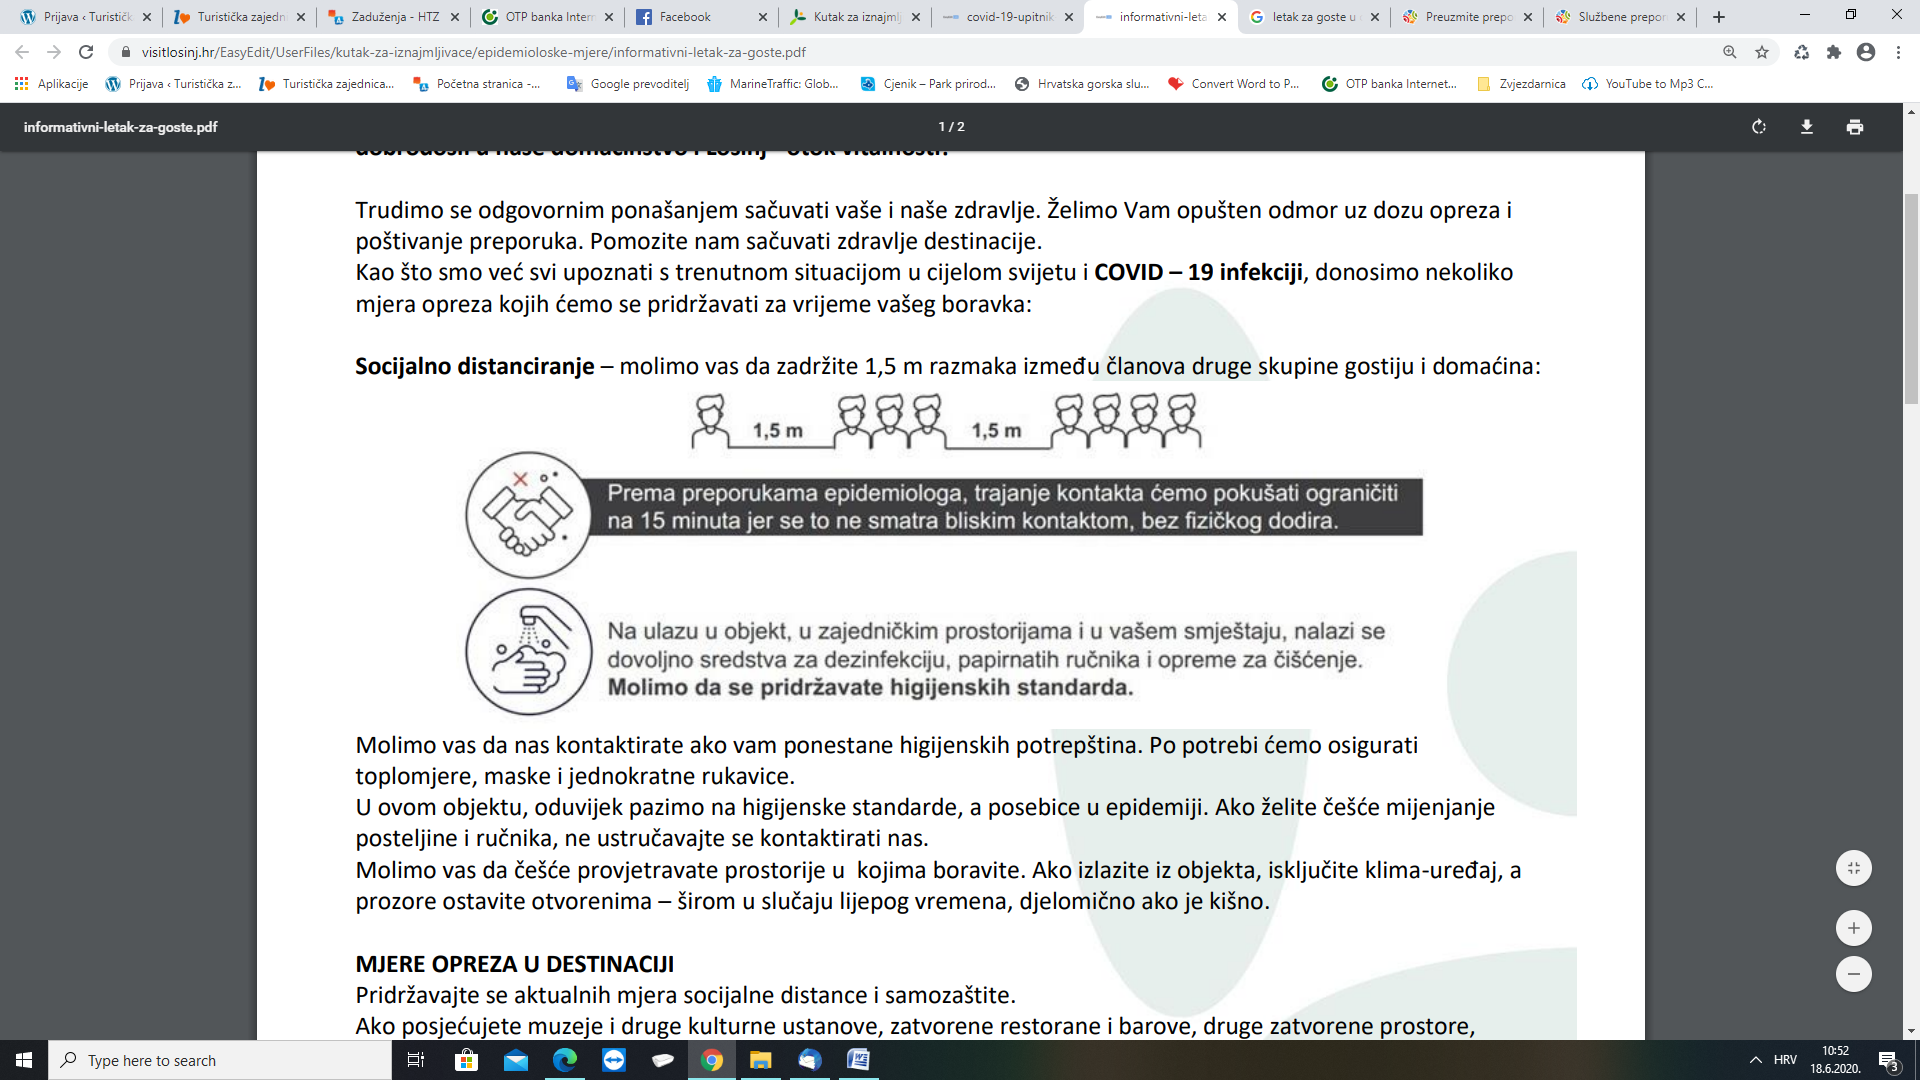 Prijava ‹ Turističk
Turistička zajedn
Zaduženja - HTZ
OTP banka Intern
Facebook
Kutak za iznajmlj
covid-19-upitnik
informativni-leta
letak za goste u
Preuzmite prepo
Službene prepor
visitlosinj.hr/EasyEdit/UserFiles/kutak-za-iznajmljivace/epidemioloske-mjere/informativni-letak-za-goste.pdf
Aplikacije
Prijava ‹ Turistička z...
Turistička zajednica...
Početna stranica -...
Google prevoditelj
MarineTraffic: Glob...
Cjenik – Park prirod...
Hrvatska gorska slu...
Convert Word to P...
OTP banka Internet...
Zvjezdarnica
YouTube to Mp3 C...
informativni-letak-za-goste.pdf
1 / 2
Trudimo se odgovornim ponašanjem sačuvati vaše i naše zdravlje. Želimo Vam opušten odmor uz dozu opreza i
poštivanje preporuka. Pomozite nam sačuvati zdravlje destinacije.
Kao što smo već svi upoznati s trenutnom situacijom u cijelom svijetu i COVID – 19 infekciji, donosimo nekoliko
mjera opreza kojih ćemo se pridržavati za vrijeme vašeg boravka:
Socijalno distanciranje – molimo vas da zadržite 1,5 m razmaka između članova druge skupine gostiju i domaćina:
1,5 m 1,5 m
Prema preporukama epidemiologa, trajanje kontakta ćemo pokušati ograničiti
na 15 minuta jer se to ne smatra bliskim kontaktom, bez fizičkog dodira.
Na ulazu u objekt, u zajedničkim prostorijama i u vašem smještaju, nalazi se
dovoljno sredstva za dezinfekciju, papirnatih ručnika i opreme za čišćenje.
Molimo da se pridržavate higijenskih standarda.
Molimo vas da nas kontaktirate ako vam ponestane higijenskih potrepština. Po potrebi ćemo osigurati
toplomjere, maske i jednokratne rukavice.
U ovom objektu, oduvijek pazimo na higijenske standarde, a posebice u epidemiji. Ako želite češće mijenjanje
posteljine i ručnika, ne ustručavajte se kontaktirati nas.
Molimo vas da češće provjetravate prostorije u kojima boravite. Ako izlazite iz objekta, isključite klima-uređaj, a
prozore ostavite otvorenima – širom u slučaju lijepog vremena, djelomično ako je kišno.
MJERE OPREZA U DESTINACIJI
Pridržavajte se aktualnih mjera socijalne distance i samozaštite.
Ako posjećujete muzeje i druge kulturne ustanove, zatvorene restorane i barove, druge zatvorene prostore,
Type here to search
HRV
10:52
18.6.2020.
3